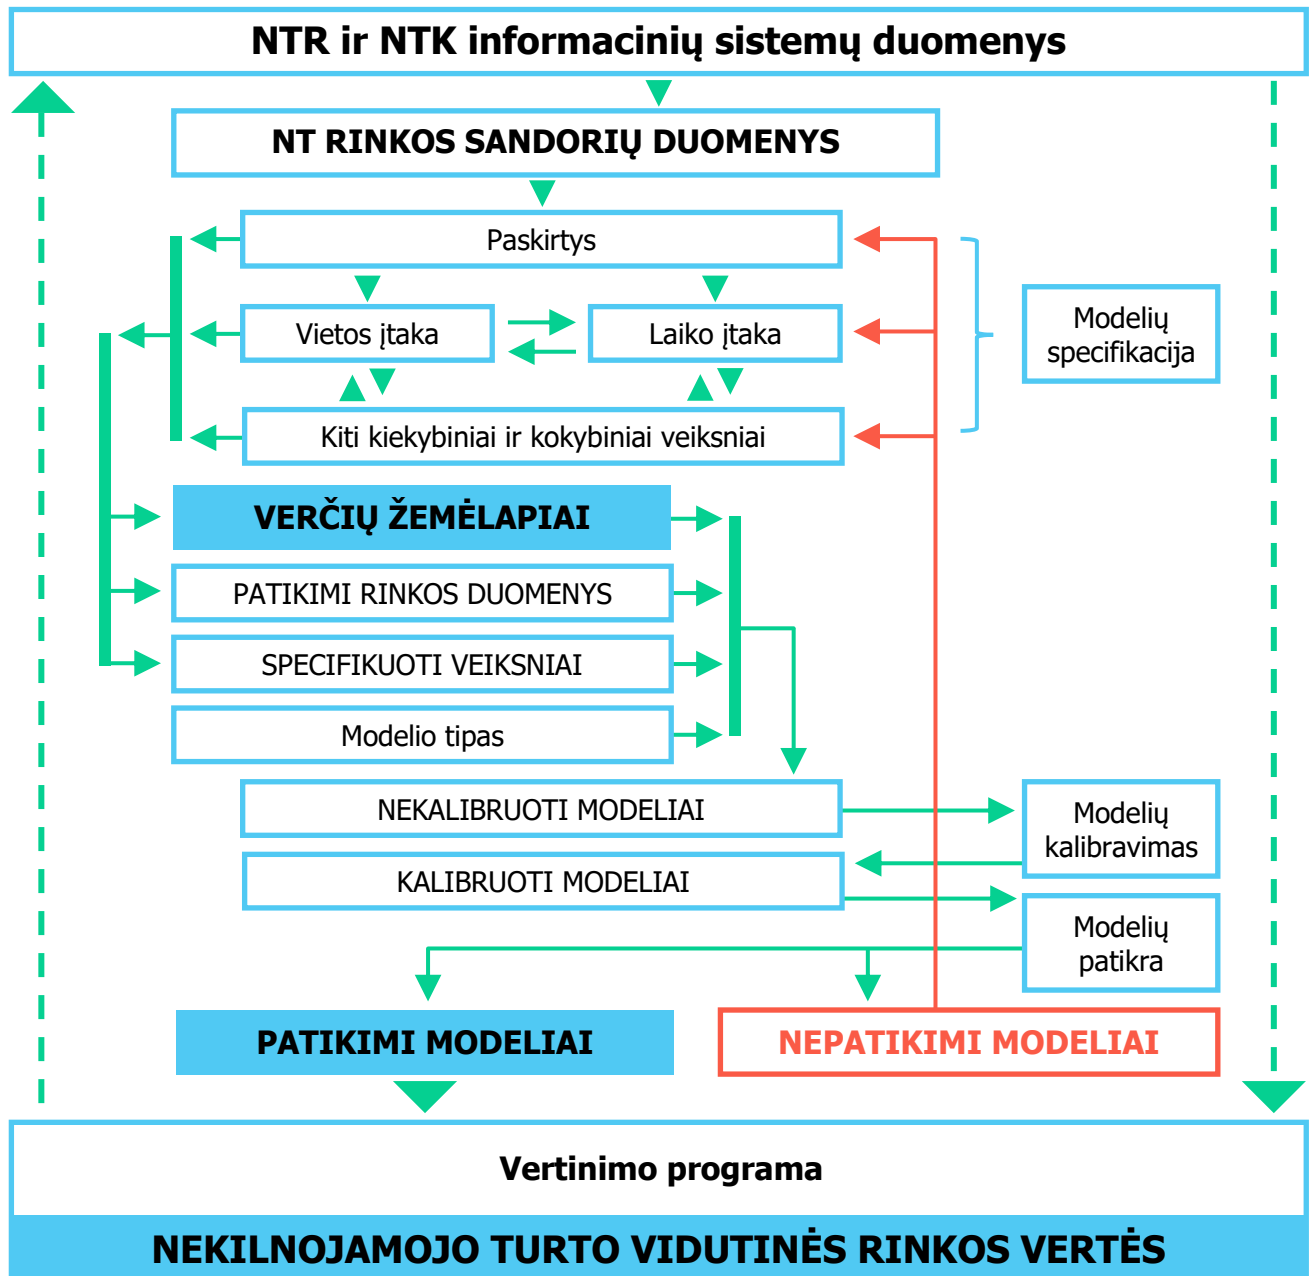 NTR ir NTK informacinių sistemų duomenys
NT RINKOS SANDORIŲ DUOMENYS
Paskirtys
Vietos įtaka
Laiko įtaka
Modelių
specifikacija
Kiti kiekybiniai ir kokybiniai veiksniai
VERČIŲ ŽEMĖLAPIAI
PATIKIMI RINKOS DUOMENYS
SPECIFIKUOTI VEIKSNIAI
Modelio tipas
NEKALIBRUOTI MODELIAI
Modelių
kalibravimas
KALIBRUOTI MODELIAI
Modelių
patikra
PATIKIMI MODELIAI
NEPATIKIMI MODELIAI
Vertinimo programa
NEKILNOJAMOJO TURTO VIDUTINĖS RINKOS VERTĖS